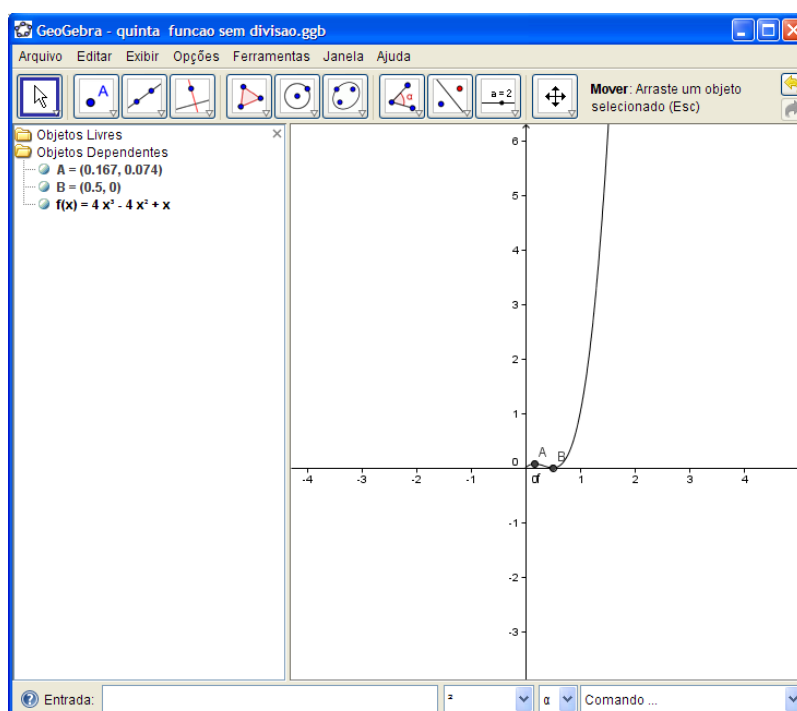 GeoGebra - quinta funcao sem divisao.ggb
Arquivo Editar Exibir Opções Ferramentas Janela Ajuda
A
α
a = 2
Mover: Arraste um objeto
selecionado (Esc)
Objetos Livres
Objetos Dependentes
A = (0.167, 0.074)
B = (0.5, 0)
f(x) = 4 x³ - 4 x² + x
6
5
4
3
2
1
0
A
B
-4 -3 -2 -1 0 1 2 3 4
-1
-2
-3
Entrada:
²
α
Comando ...